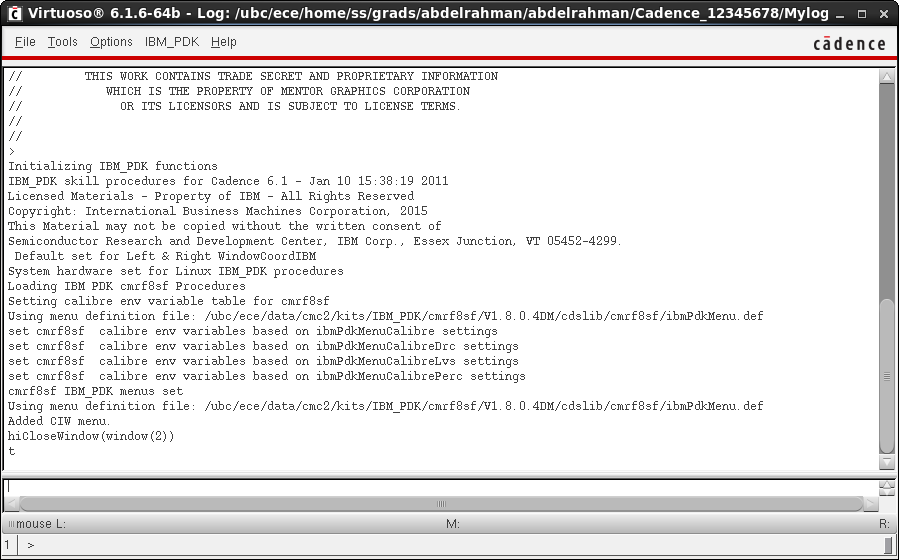 Virtuoso® 6.1.6-64b - Log: /ubc/ece/home/ss/grads/abdelrahman/abdelrahman/Cadence_12345678/Mylog
File Tools Options IBM_PDK Help
cādence
// THIS WORK CONTAINS TRADE SECRET AND PROPRIETARY INFORMATION
// WHICH IS THE PROPERTY OF MENTOR GRAPHICS CORPORATION
// OR ITS LICENSORS AND IS SUBJECT TO LICENSE TERMS.
//
//
>
Initializing IBM_PDK functions
IBM_PDK skill procedures for Cadence 6.1 - Jan 10 15:38:19 2011
Licensed Materials - Property of IBM - All Rights Reserved
Copyright: International Business Machines Corporation, 2015
This Material may not be copied without the written consent of
Semiconductor Research and Development Center, IBM Corp., Essex Junction, VT 05452-4299.
Default set for Left & Right WindowCoordIBM
System hardware set for Linux IBM_PDK procedures
Loading IBM PDK cmrf8sf Procedures
Setting calibre env variable table for cmrf8sf
Using menu definition file: /ubc/ece/data/cmc2/kits/IBM_PDK/cmrf8sf/V1.8.0.4DM/cdslib/cmrf8sf/ibmPdkMenu.def
set cmrf8sf  calibre env variables based on ibmPdkMenuCalibre settings
set cmrf8sf  calibre env variables based on ibmPdkMenuCalibreDrc settings
set cmrf8sf  calibre env variables based on ibmPdkMenuCalibreLvs settings
set cmrf8sf  calibre env variables based on ibmPdkMenuCalibrePerc settings
cmrf8sf IBM_PDK menus set
Using menu definition file: /ubc/ece/data/cmc2/kits/IBM_PDK/cmrf8sf/V1.8.0.4DM/cdslib/cmrf8sf/ibmPdkMenu.def
Added CIW menu.
hiCloseWindow(window(2))
t
mouse L: M: R:
1 >